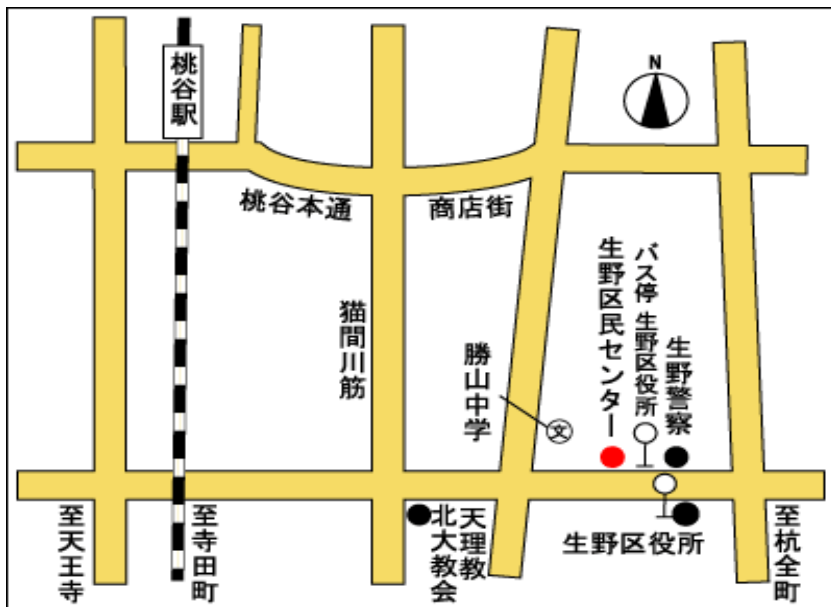 桃谷駅
N
桃谷本通
商店街
猫間川筋
勝山中学
文
生野区民センター
バス停 生野区役所
生野警察
至天王寺
至寺田町
天理教
北大教会
生野区役所
至杭全町